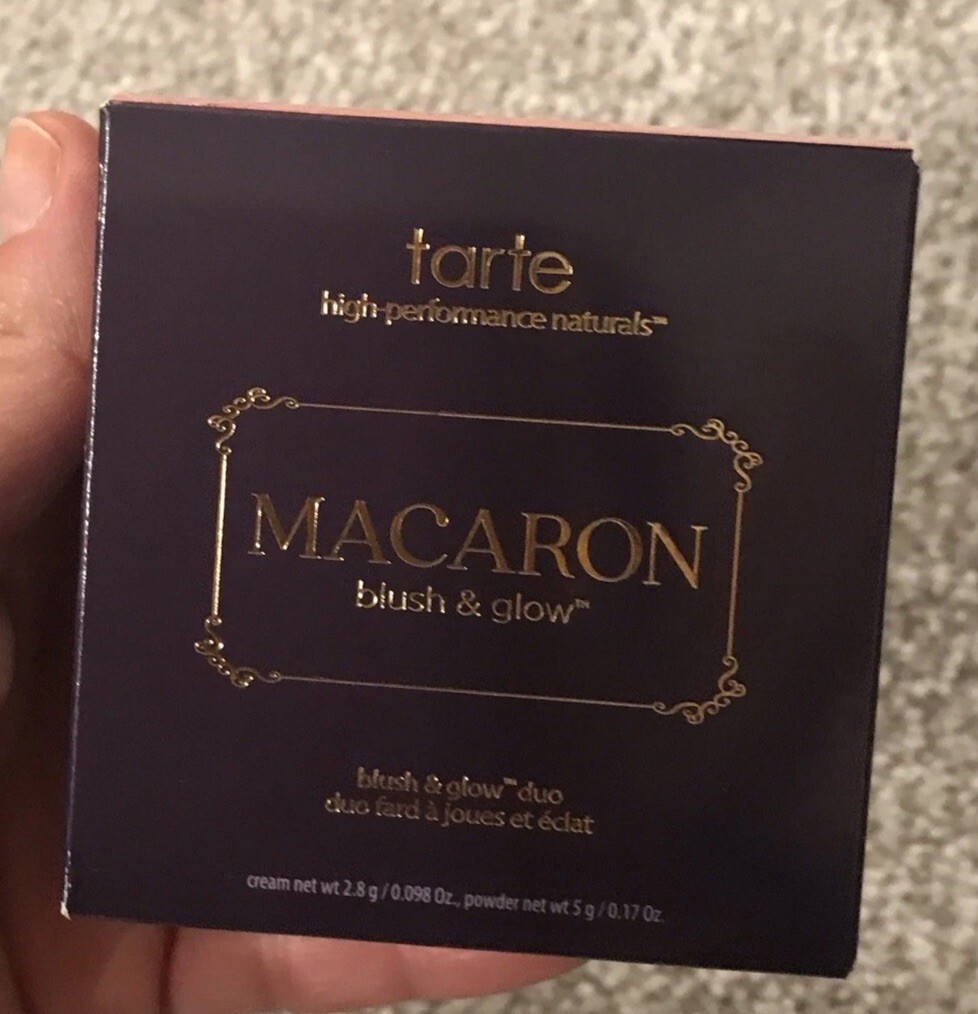 tarte
high-performance naturals™
MACARON
blush & glow™
blush & glow™ duo
duo fard à joues et éclat
cream net wt 2.8 g / 0.098 Oz., powder net wt 5 g / 0.17 Oz.